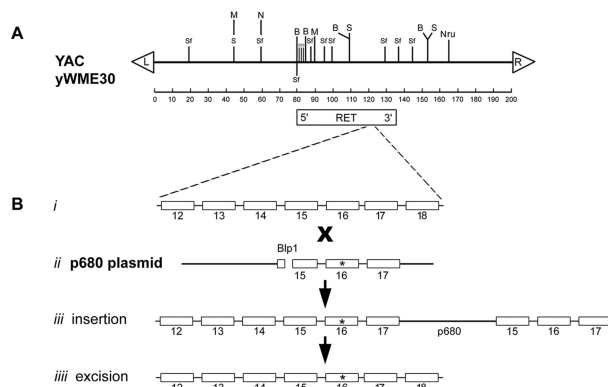 A
M N B B M B S B S Nru
Sf S Sf Sf Sf Sf Sf Sf Sf
YAC
yWME30
L R
Sf
0 10 20 30 40 50 60 70 80 90 100 110 120 130 140 150 160 170 180 190 200
5' RET 3'
B
i
12 13 14 15 16 17 18
X
Blp1
ii p680 plasmid
*
15 16 17
iii insertion
*
12 13 14 15 16 17 p680 15 16 17
iiii excision
*
12 13 14 15 16 17 18